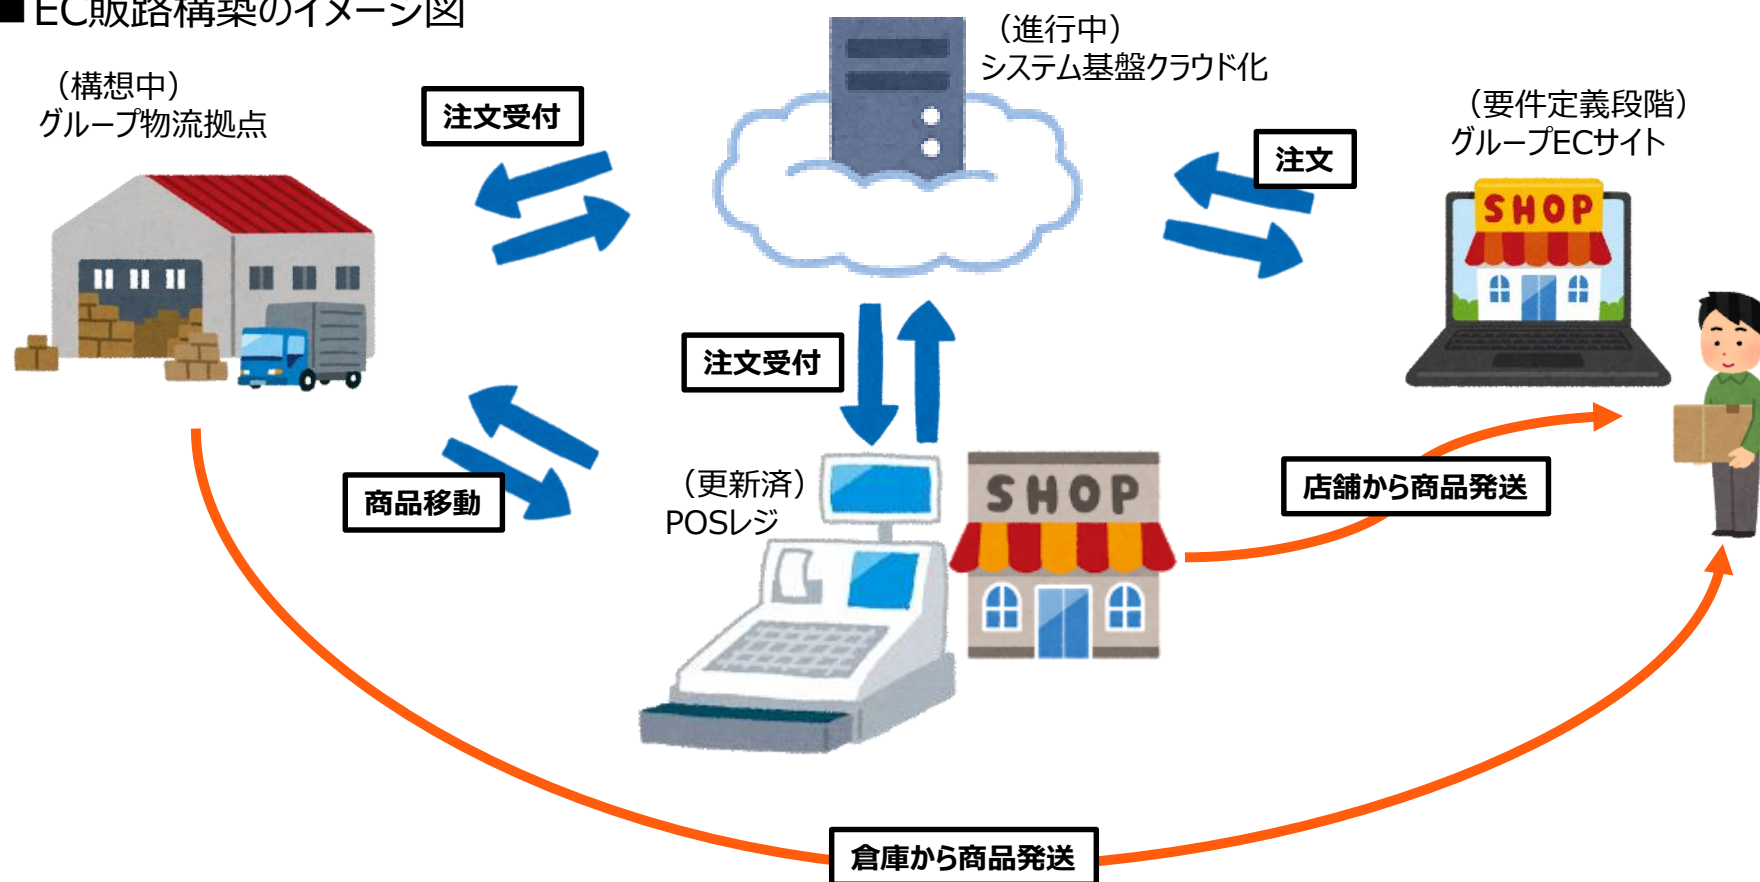 ■EC販路構築のイメージ図
（進行中）
システム基盤クラウド化
（構想中）
グループ物流拠点
注文受付
（要件定義段階）
グループECサイト
注文
SHOP
注文受付
（更新済）
POSレジ
SHOP
商品移動
店舗から商品発送
倉庫から商品発送